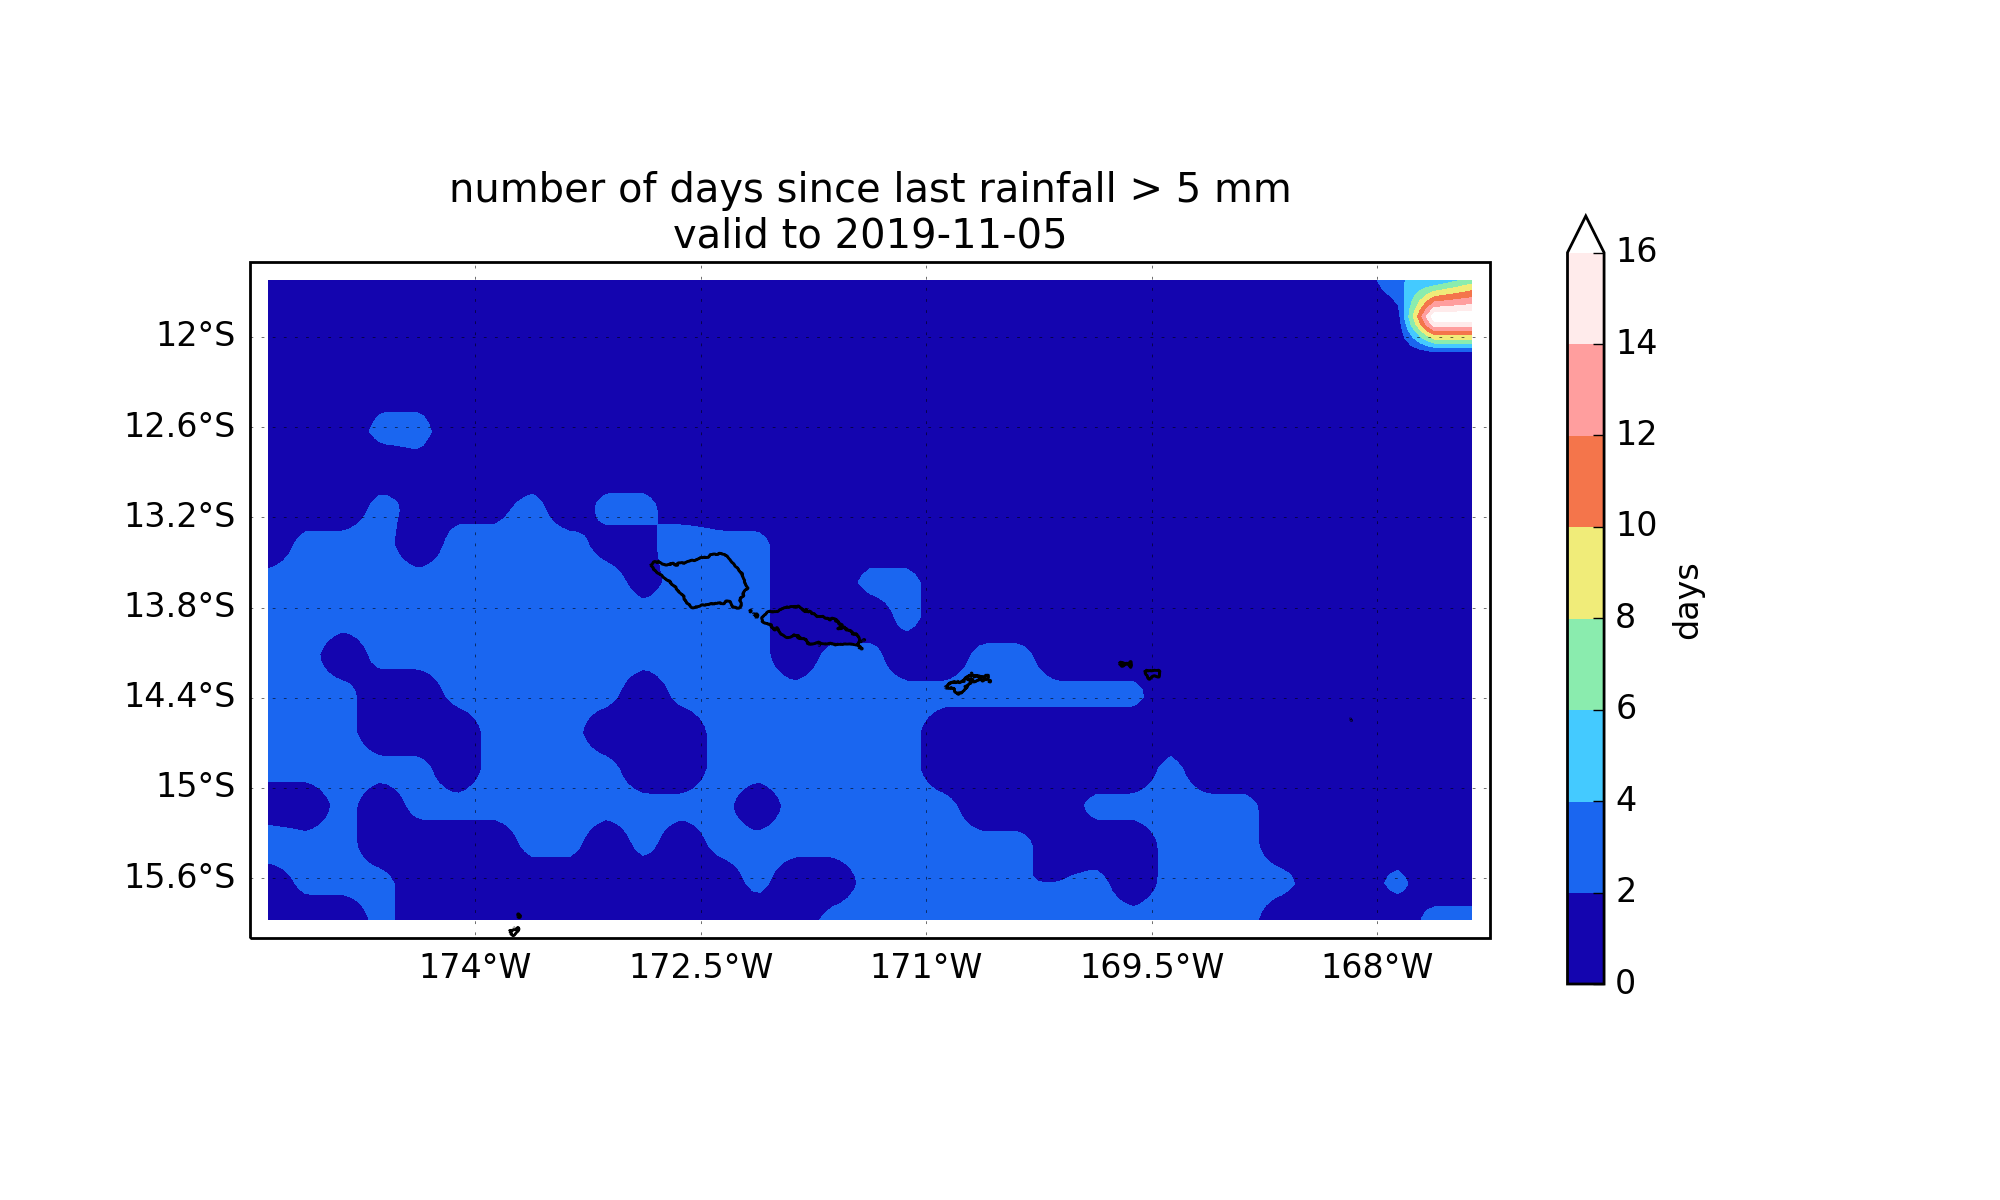 number of days since last rainfall > 5 mm
valid to 2019-11-05
12°S
12.6°S
13.2°S
13.8°S
14.4°S
15°S
15.6°S
174°W
172.5°W
171°W
169.5°W
168°W
16
14
12
10
8
6
4
2
0
days